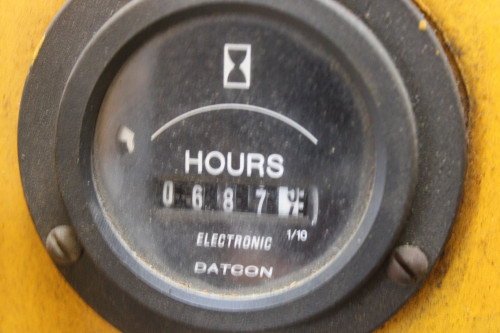 HOURS
0687
ELECTRONIC 1/10
DATCON